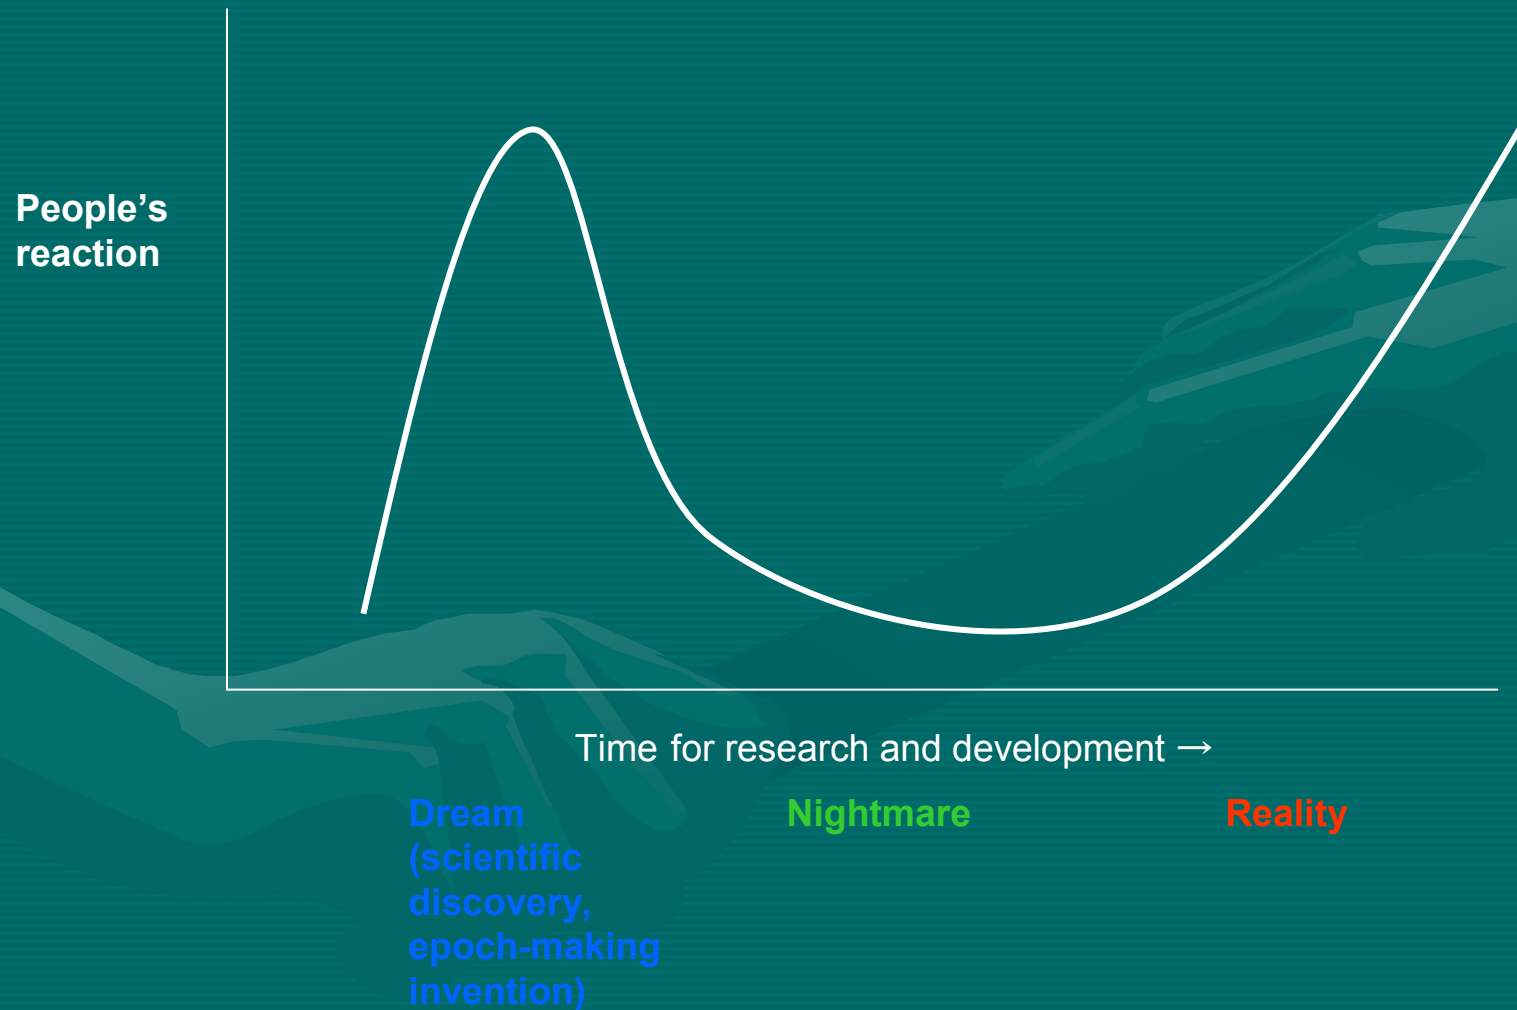 People’s
reaction
Time for research and development →
Dream
(scientific
discovery,
epoch-making
invention)
Nightmare
Reality